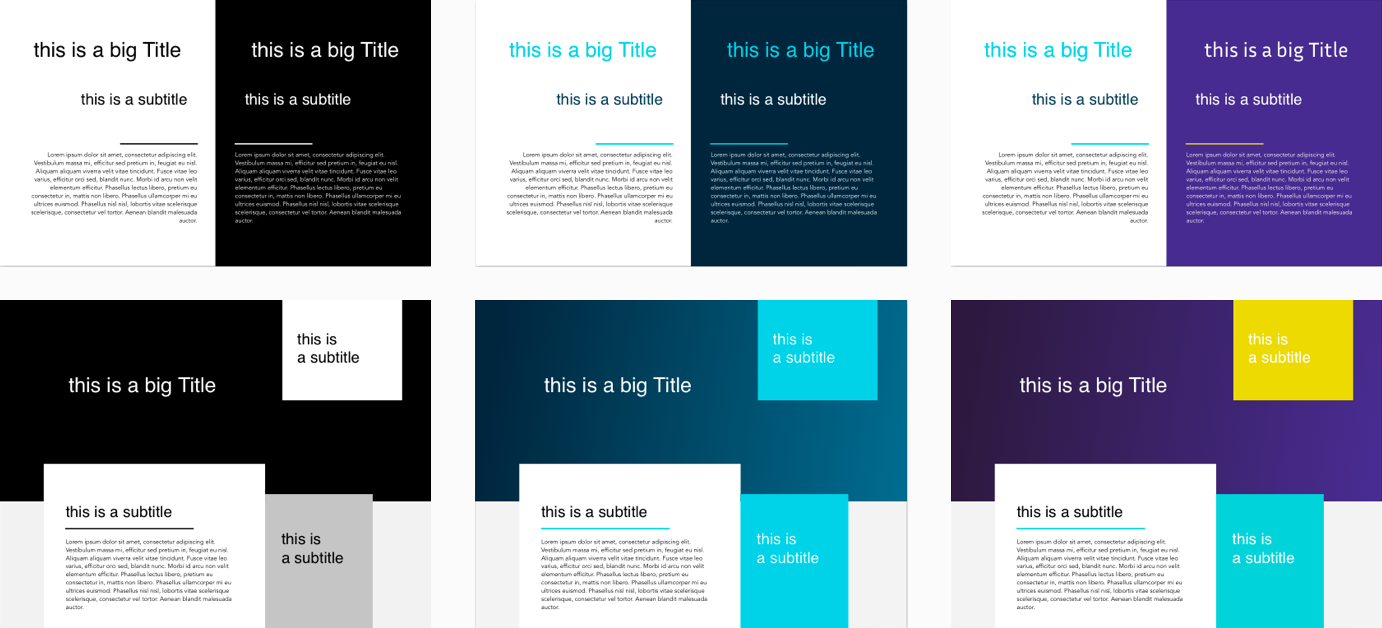 this is a big Title
this is a subtitle
Lorem ipsum dolor sit amet, consectetur adipiscing elit.
Vestibulum massa mi, efficitur sed pretium in, feugiat eu nisl.
Aliquam aliquam viverra velit vitae tincidunt. Fusce vitae leo
varius, efficitur orci sed, blandit nunc. Morbi id arcu non velit
elementum efficitur. Phasellus lectus libero, pretium eu
consectetur in, mattis non libero. Phasellus ullamcorper mi eu
ultrices euismod. Phasellus nisl nisl, lobortis vitae scelerisque
scelerisque, consectetur vel tortor. Aenean blandit malesuada
auctor.
this is a big Title
this is a subtitle
Lorem ipsum dolor sit amet, consectetur adipiscing elit.
Vestibulum massa mi, efficitur sed pretium in, feugiat eu nisl.
Aliquam aliquam viverra velit vitae tincidunt. Fusce vitae leo
varius, efficitur orci sed, blandit nunc. Morbi id arcu non velit
elementum efficitur. Phasellus lectus libero, pretium eu
consectetur in, mattis non libero. Phasellus ullamcorper mi eu
ultrices euismod. Phasellus nisl nisl, lobortis vitae scelerisque
scelerisque, consectetur vel tortor. Aenean blandit malesuada
auctor.
this is a big Title
this is a subtitle
Lorem ipsum dolor sit amet, consectetur adipiscing elit.
Vestibulum massa mi, efficitur sed pretium in, feugiat eu nisl.
Aliquam aliquam viverra velit vitae tincidunt. Fusce vitae leo
varius, efficitur orci sed, blandit nunc. Morbi id arcu non velit
elementum efficitur. Phasellus lectus libero, pretium eu
consectetur in, mattis non libero. Phasellus ullamcorper mi eu
ultrices euismod. Phasellus nisl nisl, lobortis vitae scelerisque
scelerisque, consectetur vel tortor. Aenean blandit malesuada
auctor.
this is a big Title
this is a subtitle
Lorem ipsum dolor sit amet, consectetur adipiscing elit.
Vestibulum massa mi, efficitur sed pretium in, feugiat eu nisl.
Aliquam aliquam viverra velit vitae tincidunt. Fusce vitae leo
varius, efficitur orci sed, blandit nunc. Morbi id arcu non velit
elementum efficitur. Phasellus lectus libero, pretium eu
consectetur in, mattis non libero. Phasellus ullamcorper mi eu
ultrices euismod. Phasellus nisl nisl, lobortis vitae scelerisque
scelerisque, consectetur vel tortor. Aenean blandit malesuada
auctor.
this is a big Title
this is a subtitle
Lorem ipsum dolor sit amet, consectetur adipiscing elit.
Vestibulum massa mi, efficitur sed pretium in, feugiat eu nisl.
Aliquam aliquam viverra velit vitae tincidunt. Fusce vitae leo
varius, efficitur orci sed, blandit nunc. Morbi id arcu non velit
elementum efficitur. Phasellus lectus libero, pretium eu
consectetur in, mattis non libero. Phasellus ullamcorper mi eu
ultrices euismod. Phasellus nisl nisl, lobortis vitae scelerisque
scelerisque, consectetur vel tortor. Aenean blandit malesuada
auctor.
this is a big Title
this is a subtitle
Lorem ipsum dolor sit amet, consectetur adipiscing elit.
Vestibulum massa mi, efficitur sed pretium in, feugiat eu nisl.
Aliquam aliquam viverra velit vitae tincidunt. Fusce vitae leo
varius, efficitur orci sed, blandit nunc. Morbi id arcu non velit
elementum efficitur. Phasellus lectus libero, pretium eu
consectetur in, mattis non libero. Phasellus ullamcorper mi eu
ultrices euismod. Phasellus nisl nisl, lobortis vitae scelerisque
scelerisque, consectetur vel tortor. Aenean blandit malesuada
auctor.
this is
a subtitle
this is a big Title
this is a subtitle
Lorem ipsum dolor sit amet, consectetur adipiscing elit.
Vestibulum massa mi, efficitur sed pretium in, feugiat eu nisl.
Aliquam aliquam viverra velit vitae tincidunt. Fusce vitae leo
varius, efficitur orci sed, blandit nunc. Morbi id arcu non velit
elementum efficitur. Phasellus lectus libero, pretium eu
consectetur in, mattis non libero. Phasellus ullamcorper mi eu
ultrices euismod. Phasellus nisl nisl, lobortis vitae scelerisque
scelerisque, consectetur vel tortor. Aenean blandit malesuada
auctor.
this is
a subtitle
this is
a subtitle
this is a big Title
this is a subtitle
Lorem ipsum dolor sit amet, consectetur adipiscing elit.
Vestibulum massa mi, efficitur sed pretium in, feugiat eu nisl.
Aliquam aliquam viverra velit vitae tincidunt. Fusce vitae leo
varius, efficitur orci sed, blandit nunc. Morbi id arcu non velit
elementum efficitur. Phasellus lectus libero, pretium eu
consectetur in, mattis non libero. Phasellus ullamcorper mi eu
ultrices euismod. Phasellus nisl nisl, lobortis vitae scelerisque
scelerisque, consectetur vel tortor. Aenean blandit malesuada
auctor.
this is
a subtitle
this is
a subtitle
this is a big Title
this is a subtitle
Lorem ipsum dolor sit amet, consectetur adipiscing elit.
Vestibulum massa mi, efficitur sed pretium in, feugiat eu nisl.
Aliquam aliquam viverra velit vitae tincidunt. Fusce vitae leo
varius, efficitur orci sed, blandit nunc. Morbi id arcu non velit
elementum efficitur. Phasellus lectus libero, pretium eu
consectetur in, mattis non libero. Phasellus ullamcorper mi eu
ultrices euismod. Phasellus nisl nisl, lobortis vitae scelerisque
scelerisque, consectetur vel tortor. Aenean blandit malesuada
auctor.
this is
a subtitle